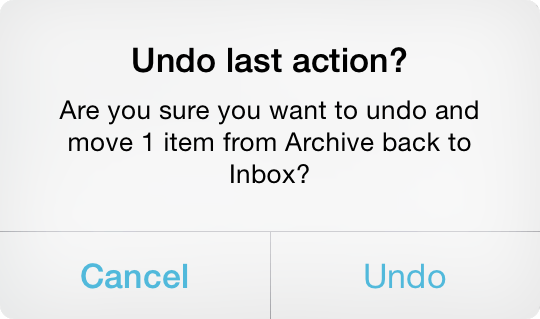 Undo last action?
Are you sure you want to undo and
move 1 item from Archive back to
Inbox?
Cancel
Undo